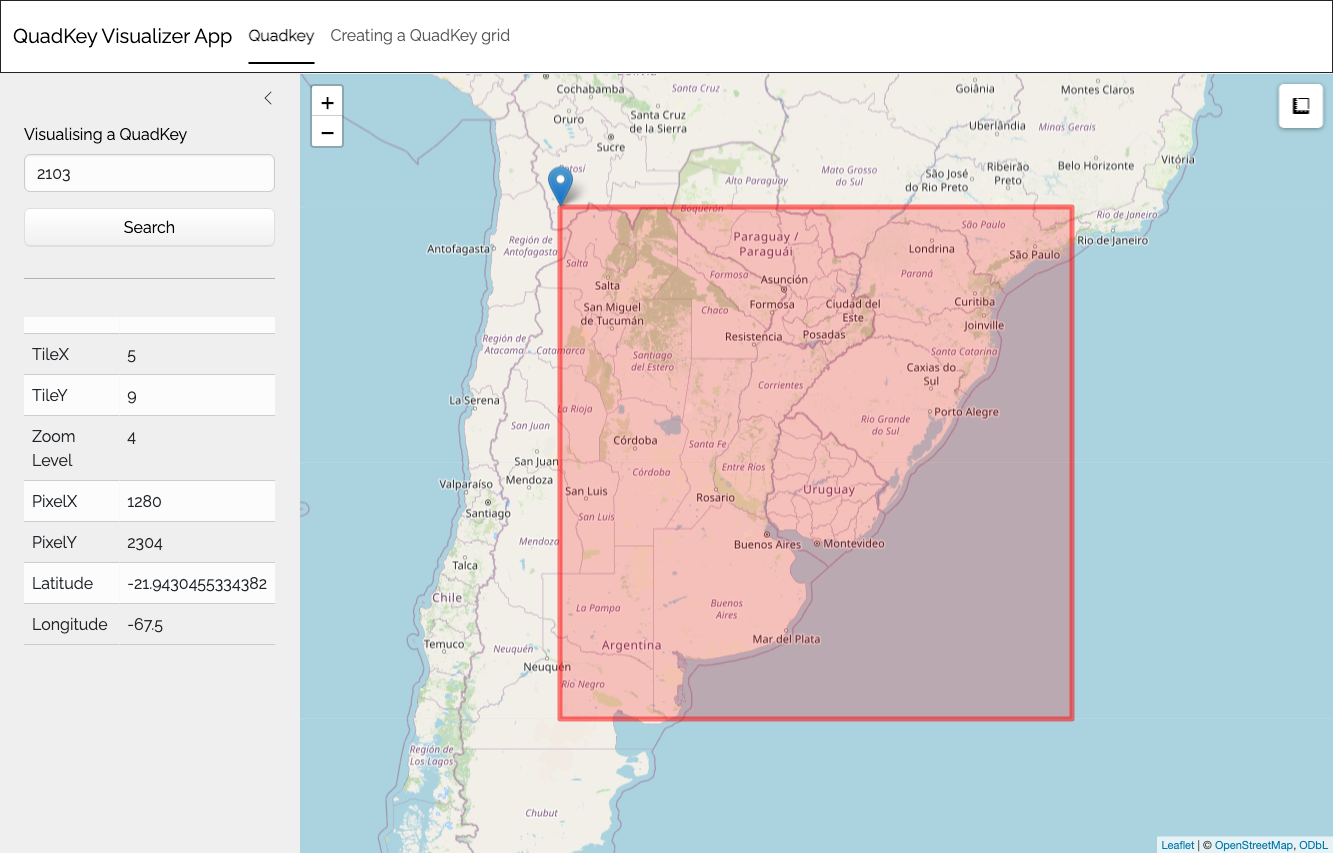 QuadKey Visualizer App Quadkey Creating a QuadKey grid
Visualising a QuadKey
2103
Search
TileX 5
TileY 9
Zoom
Level 4
PixelX 1280
PixelY 2304
Latitude -21.9430455334382
Longitude -67.5
+
−
Cochabamba
Santa Cruz
Goiânia
Montes Claros
Oruro
Santa Cruz
de la Sierra
Uberlândia
Minas Gerais
Sucre
Belo Horizonte
Vitória
Mato Grosso
do Sul
São José
do Rio Preto
Ribeirão
Preto
Alto Paraguay
Boquerón
Rio de Janeiro
Rio de Janeiro
Antofagasta
Región de
Antofagasta
Paraguay /
Paraguái
São Paulo
Londrina
São Paulo
Salta
Salta
Formosa
Asunción
Paraná
San Miguel
de Tucumán
Chaco
Formosa
Ciudad del
Este
Curitiba
Joinville
Resistencia
Posadas
Región de
Atacama
Catamarca
Santiago
del Estero
Santa Catarina
Caxias do
Sul
Corrientes
La Serena
La Rioja
Porto Alegre
Rio Grande
do Sul
San Juan
Córdoba
Santa Fe
San Juan
Córdoba
Entre Ríos
Valparaíso
Mendoza
San Luis
Rosario
Uruguay
Santiago
San Luis
Mendoza
Buenos Aires
Montevideo
Talca
Chile
La Pampa
Buenos
Aires
Temuco
Neuquén
Argentina
Mar del Plata
Neuquén
Río Negro
Región de
Los Lagos
Chubut
Leaflet | © OpenStreetMap, ODbL